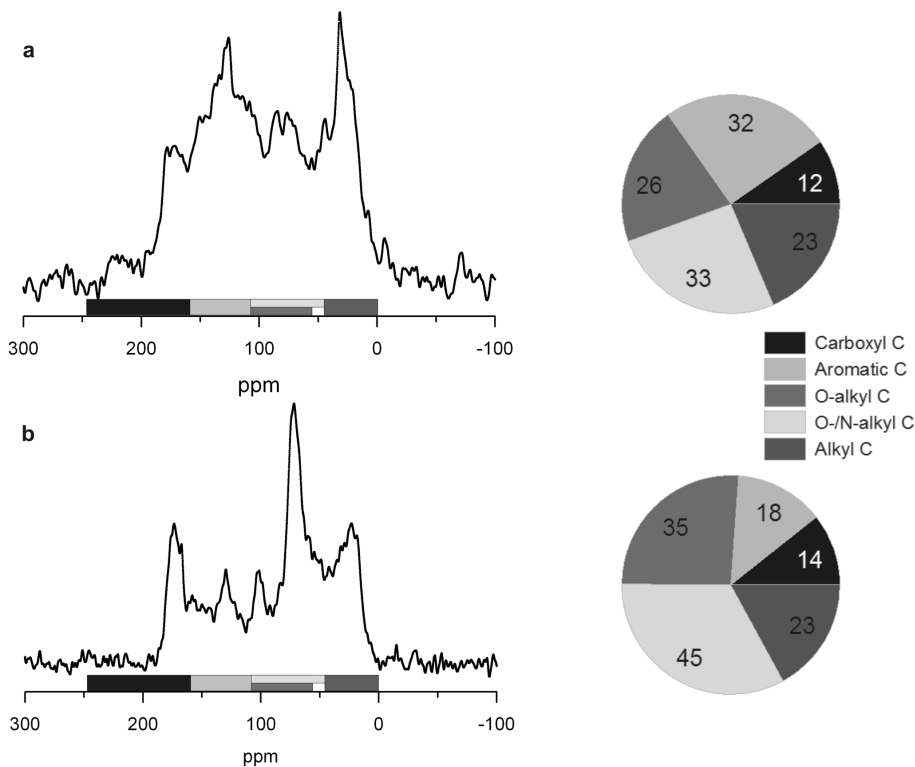 a
32
12
26
23
33
300
200
100
0
-100
ppm
Carboxyl C
Aromatic C
O-alkyl C
O-/N-alkyl C
Alkyl C
b
18
35
14
23
45
300
200
100
0
-100
ppm